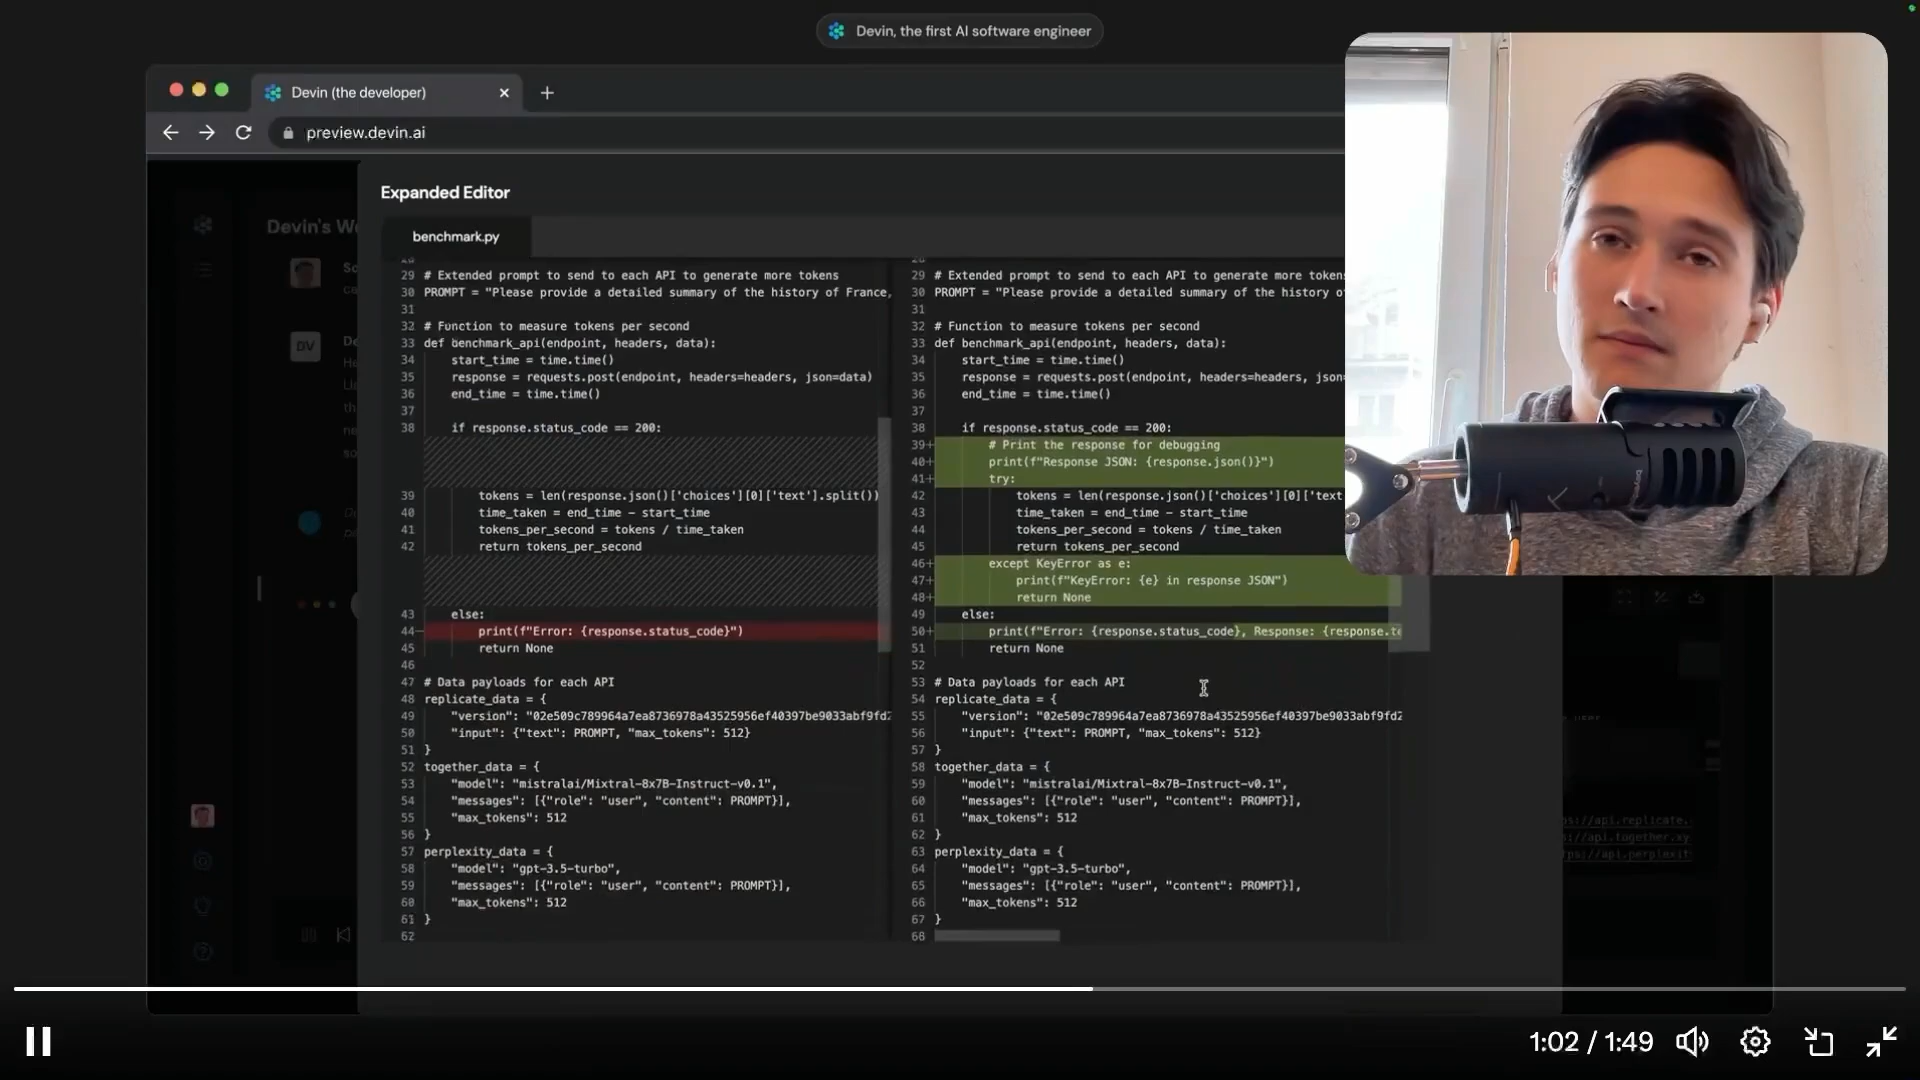 Devin, the first AI software engineer
Devin (the developer)
preview.devin.ai
Expanded Editor
Devin's We
benchmark.py
DV
29 # Extended prompt to send to each API to generate more tokens
30 PROMPT = "Please provide a detailed summary of the history of France,
31
32 # Function to measure tokens per second
33 def benchmark_api(endpoint, headers, data):
34 start_time = time.time()
35 response = requests.post(endpoint, headers=headers, json=data)
36 end_time = time.time()
37
38 if response.status_code == 200:
39 tokens = len(response.json()['choices'][0]['text'].split())
40 time_taken = end_time - start_time
41 tokens_per_second = tokens / time_taken
42 return tokens_per_second
43 else:
44- print(f"Error: {response.status_code}")
45 return None
46
47 # Data payloads for each API
48 replicate_data = {
49 "version": "02e509c789964a7ea8736978a43525956ef40397be9033abf9fd2
50 "input": {"text": PROMPT, "max_tokens": 512}
51 }
52 together_data = {
53 "model": "mistralai/Mixtral-8x7B-Instruct-v0.1",
54 "messages": [{"role": "user", "content": PROMPT}],
55 "max_tokens": 512
56 }
57 perplexity_data = {
58 "model": "gpt-3.5-turbo",
59 "messages": [{"role": "user", "content": PROMPT}],
60 "max_tokens": 512
61 }
62
29 # Extended prompt to send to each API to generate more tokens
30 PROMPT = "Please provide a detailed summary of the history o
31
32 # Function to measure tokens per second
33 def benchmark_api(endpoint, headers, data):
34 start_time = time.time()
35 response = requests.post(endpoint, headers=headers, json=
36 end_time = time.time()
37
38 if response.status_code == 200:
39+ # Print the response for debugging
40+ print(f"Response JSON: {response.json()}")
41+ try:
42 tokens = len(response.json()['choices'][0]['text
43 time_taken = end_time - start_time
44 tokens_per_second = tokens / time_taken
45 return tokens_per_second
46+ except KeyError as e:
47+ print(f"KeyError: {e} in response JSON")
48+ return None
49 else:
50+ print(f"Error: {response.status_code}, Response: {response.te
51 return None
52
53 # Data payloads for each API
54 replicate_data = {
55 "version": "02e509c789964a7ea8736978a43525956ef40397be9033abf9fd2
56 "input": {"text": PROMPT, "max_tokens": 512}
57 }
58 together_data = {
59 "model": "mistralai/Mixtral-8x7B-Instruct-v0.1",
60 "messages": [{"role": "user", "content": PROMPT}],
61 "max_tokens": 512
62 }
63 perplexity_data = {
64 "model": "gpt-3.5-turbo",
65 "messages": [{"role": "user", "content": PROMPT}],
66 "max_tokens": 512
67 }
68
s://api.replicate.
://api.together.xy
ps://api.perplexit
1:02 / 1:49